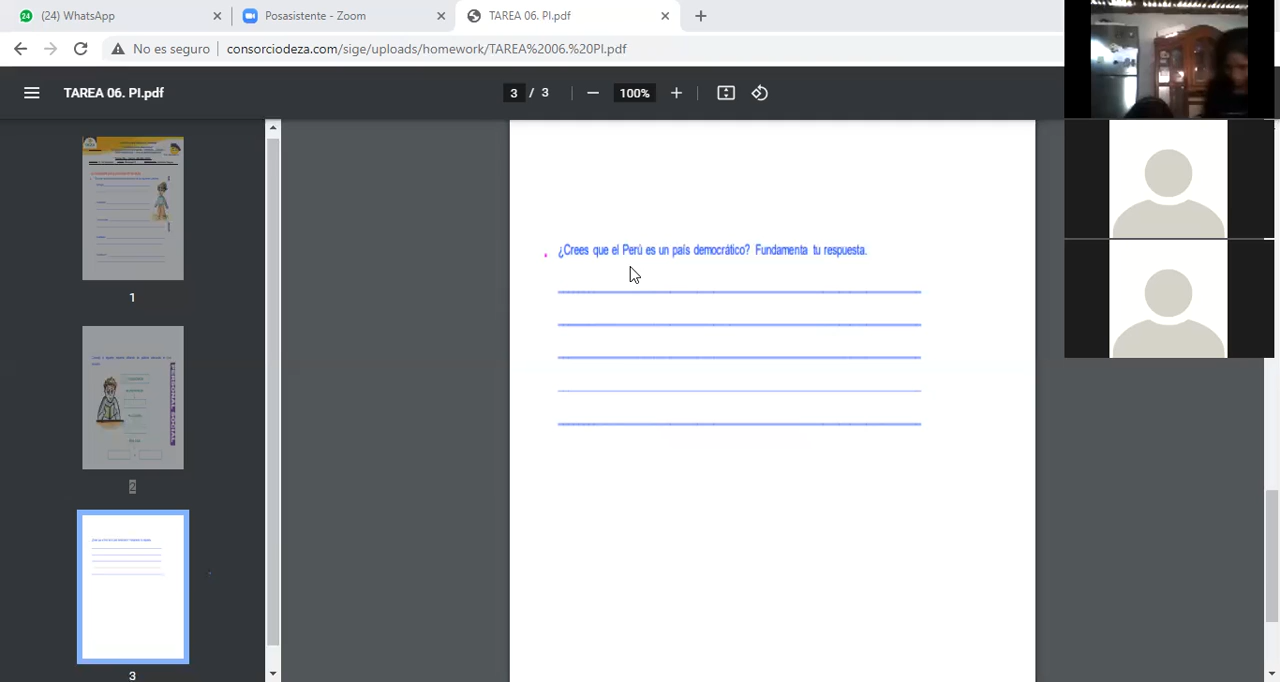 (24) WhatsApp
Posasistente - Zoom
TAREA 06. PI.pdf
No es seguro
consorciodeza.com/sige/uploads/homework/TAREA%2006.%20PI.pdf
TAREA 06. PI.pdf
3 / 3
100%
1
2
3
¿Crees que el Perú es un país democrático? Fundamenta tu respuesta.